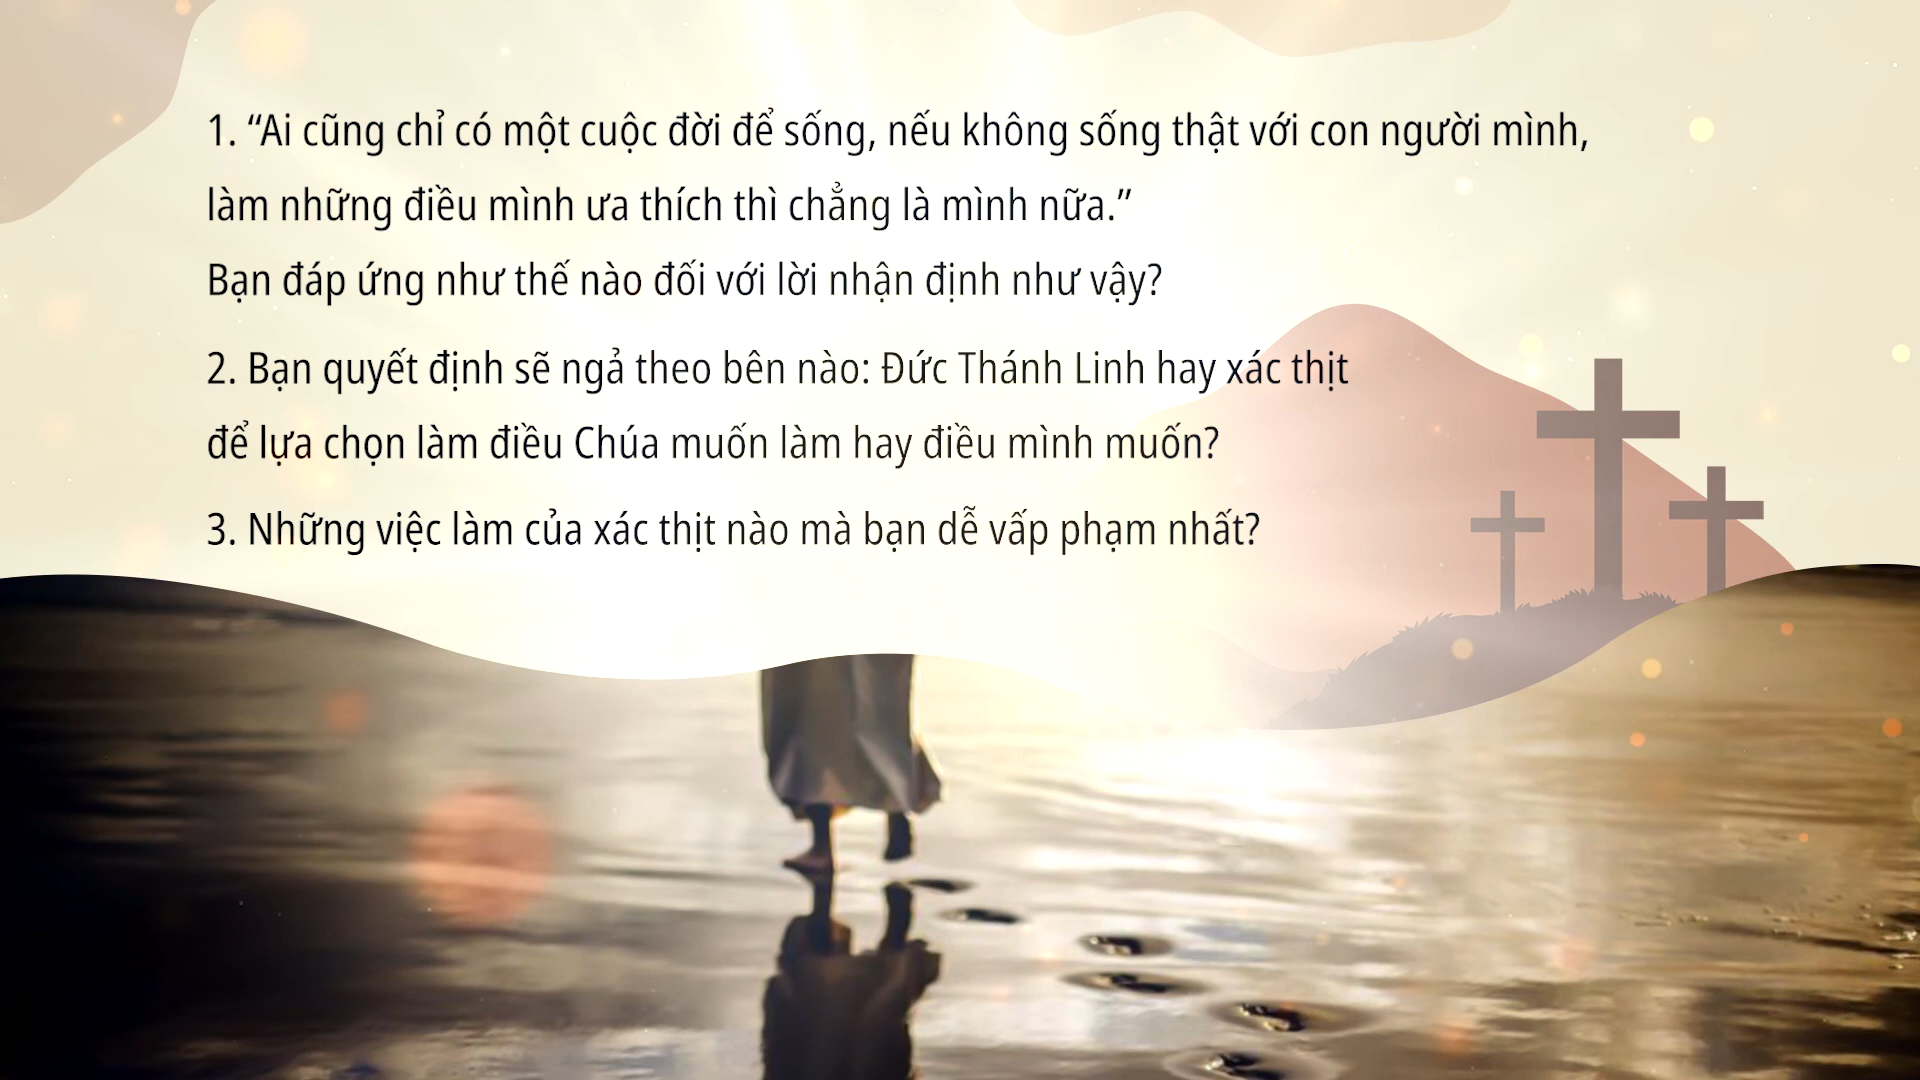 1. “Ai cũng chỉ có một cuộc đời để sống, nếu không sống thật với con người mình,
làm những điều mình ưa thích thì chẳng là mình nữa.”
Bạn đáp ứng như thế nào đối với lời nhận định như vậy?
2. Bạn quyết định sẽ ngả theo bên nào: Đức Thánh Linh hay xác thịt
để lựa chọn làm điều Chúa muốn làm hay điều mình muốn?
3. Những việc làm của xác thịt nào mà bạn dễ vấp phạm nhất?